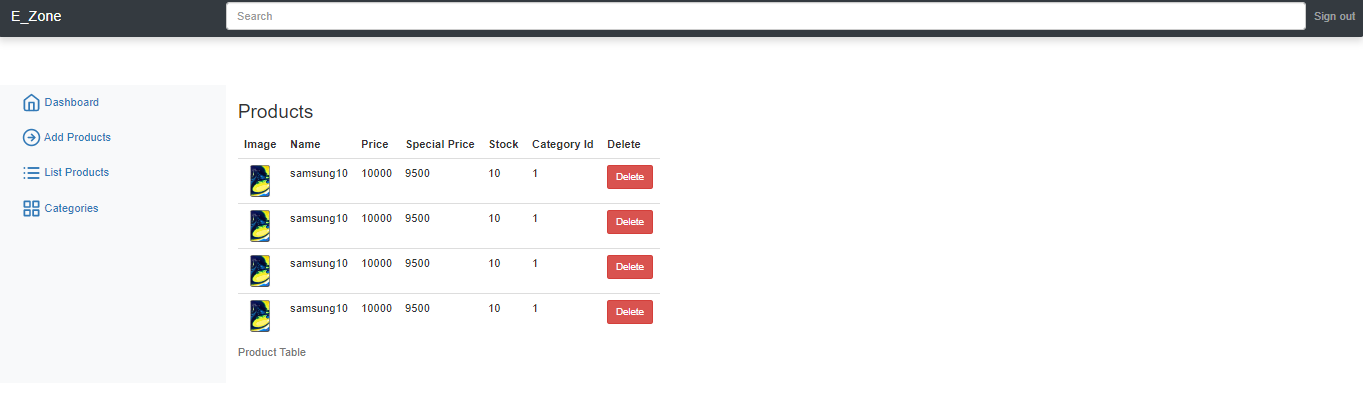 E_Zone Search Sign out
Dashboard
Add Products
List Products
Categories
Products
Image Name Price Special Price Stock Category Id Delete
samsung10 10000 9500 10 1 Delete
samsung10 10000 9500 10 1 Delete
samsung10 10000 9500 10 1 Delete
samsung10 10000 9500 10 1 Delete
Product Table